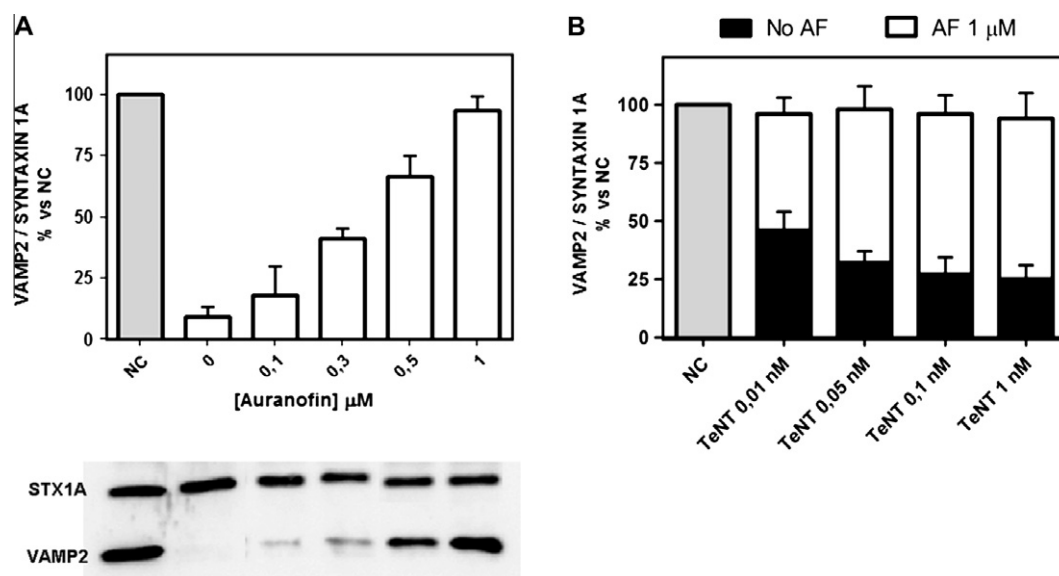 A
VAMP2 / SYNTAXIN 1A
% vs NC
100
75
50
25
0
NC
0
0,1
0,3
0,5
1
[Auranofin] μM
STX1A
VAMP2
B
No AF
AF 1 μM
VAMP2 / SYNTAXIN 1A
% vs NC
100
75
50
25
0
NC
TeNT 0,01 nM
TeNT 0,05 nM
TeNT 0,1 nM
TeNT 1 nM